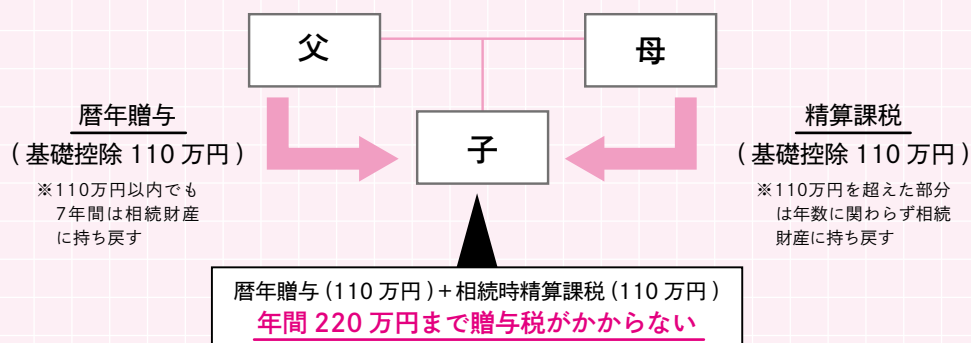 父
母
子
暦年贈与
(基礎控除 110 万円)
※110万円以内でも
7年間は相続財産
に持ち戻す
精算課税
(基礎控除 110 万円)
※110万円を超えた部分
は年数に関わらず相続
財産に持ち戻す
暦年贈与(110 万円)+相続時精算課税(110 万円)
年間 220 万円まで贈与税がかからない